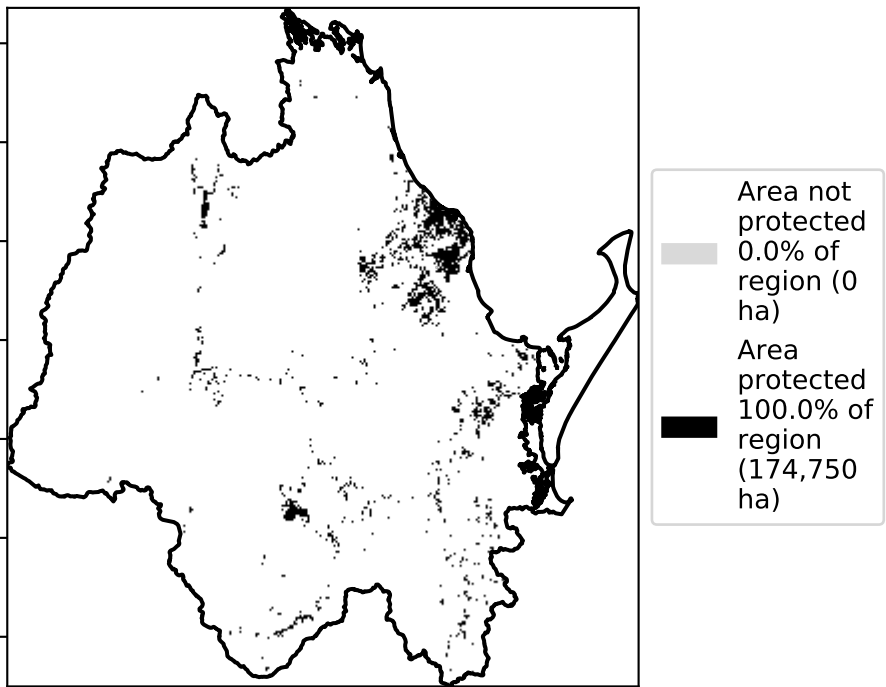 Area not
protected
0.0% of
region (0
ha)
Area
protected
100.0% of
region
(174,750
ha)